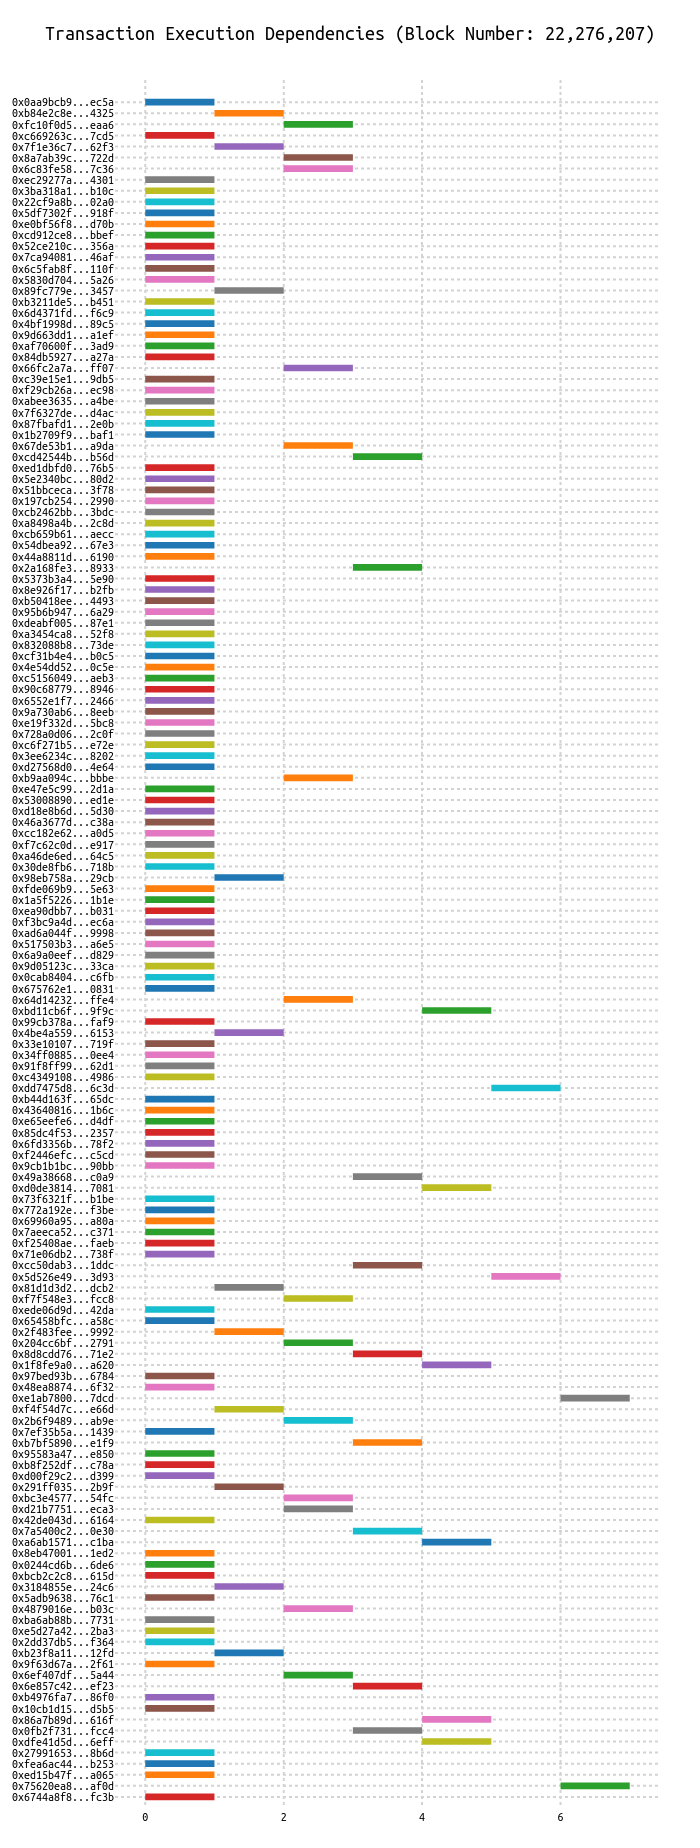 Transaction Execution Dependencies (Block Number: 22,276,207)
0x0aa9bcb9...ec5a
0xb84e2c8e...4325
0xfc10f0d5...eaa6
0xc669263c...7cd5
0x7f1e36c7...62f3
0x8a7ab39c...722d
0x6c83fe58...7c36
0xec29277a...4301
0x3ba318a1...b10c
0x22cf9a8b...02a0
0x5df7302f...918f
0xe0bf56f8...d70b
0xcd912ce8...bbef
0x52ce210c...356a
0x7ca94081...46af
0x6c5fab8f...110f
0x5830d704...5a26
0x89fc779e...3457
0xb3211de5...b451
0x6d4371fd...f6c9
0x4bf1998d...89c5
0x9d663dd1...a1ef
0xaf70600f...3ad9
0x84db5927...a27a
0x66fc2a7a...ff07
0xc39e15e1...9db5
0xf29cb26a...ec98
0xabee3635...a4be
0x7f6327de...d4ac
0x87fbafd1...2e0b
0x1b2709f9...baf1
0x67de53b1...a9da
0xcd42544b...b56d
0xed1dbfd0...76b5
0x5e2340bc...80d2
0x51bbceca...3f78
0x197cb254...2990
0xcb2462bb...3bdc
0xa8498a4b...2c8d
0xcb659b61...aecc
0x54dbea92...67e3
0x44a8811d...6190
0x2a168fe3...8933
0x5373b3a4...5e90
0x8e926f17...b2fb
0xb50418ee...4493
0x95b6b947...6a29
0xdeabf005...87e1
0xa3454ca8...52f8
0x832088b8...73de
0xcf31b4e4...b0c5
0x4e54dd52...0c5e
0xc5156049...aeb3
0x90c68779...8946
0x6552e1f7...2466
0x9a730ab6...8eeb
0xe19f332d...5bc8
0x728a0d06...2c0f
0xc6f271b5...e72e
0x3ee6234c...8202
0xd27568d0...4e64
0xb9aa094c...bbbe
0xe47e5c99...2d1a
0x53008890...ed1e
0xd18e8b6d...5d30
0x46a3677d...c38a
0xcc182e62...a0d5
0xf7c62c0d...e917
0xa46de6ed...64c5
0x30de8fb6...718b
0x98eb758a...29cb
0xfde069b9...5e63
0x1a5f5226...1b1e
0xea90dbb7...b031
0xf3bc9a4d...ec6a
0xad6a044f...9998
0x517503b3...a6e5
0x6a9a0eef...d829
0x9d05123c...33ca
0x0cab8404...c6fb
0x675762e1...0831
0x64d14232...ffe4
0xbd11cb6f...9f9c
0x99cb378a...faf9
0x4be4a559...6153
0x33e10107...719f
0x34ff0885...0ee4
0x91f8ff99...62d1
0xc4349108...4986
0xdd7475d8...6c3d
0xb44d163f...65dc
0x43640816...1b6c
0xe65eefe6...d4df
0x85dc4f53...2357
0x6fd3356b...78f2
0xf2446efc...c5cd
0x9cb1b1bc...90bb
0x49a38668...c0a9
0xd0de3814...7081
0x73f6321f...b1be
0x772a192e...f3be
0x69960a95...a80a
0x7aeeca52...c371
0xf25408ae...faeb
0x71e06db2...738f
0xcc50dab3...1ddc
0x5d526e49...3d93
0x81d1d3d2...dcb2
0xf7f548e3...fcc8
0xede06d9d...42da
0x65458bfc...a58c
0x2f483fee...9992
0x204cc6bf...2791
0x8d8cdd76...71e2
0x1f8fe9a0...a620
0x97bed93b...6784
0x48ea8874...6f32
0xe1ab7800...7dcd
0xf4f54d7c...e66d
0x2b6f9489...ab9e
0x7ef35b5a...1439
0xb7bf5890...e1f9
0x95583a47...e850
0xb8f252df...c78a
0xd00f29c2...d399
0x291ff035...2b9f
0xbc3e4577...54fc
0xd21b7751...eca3
0x42de043d...6164
0x7a5400c2...0e30
0xa6ab1571...c1ba
0x8eb47001...1ed2
0x0244cd6b...6de6
0xbcb2c2c8...615d
0x3184855e...24c6
0x5adb9638...76c1
0x4879016e...b03c
0xba6ab88b...7731
0xe5d27a42...2ba3
0x2dd37db5...f364
0xb23f8a11...12fd
0x9f63d67a...2f61
0x6ef407df...5a44
0x6e857c42...ef23
0xb4976fa7...86f0
0x10cb1d15...d5b5
0x86a7b89d...616f
0x0fb2f731...fcc4
0xdfe41d5d...6eff
0x27991653...8b6d
0xfea6ac44...b253
0xed15b47f...a065
0x75620ea8...af0d
0x6744a8f8...fc3b
0 2 4 6